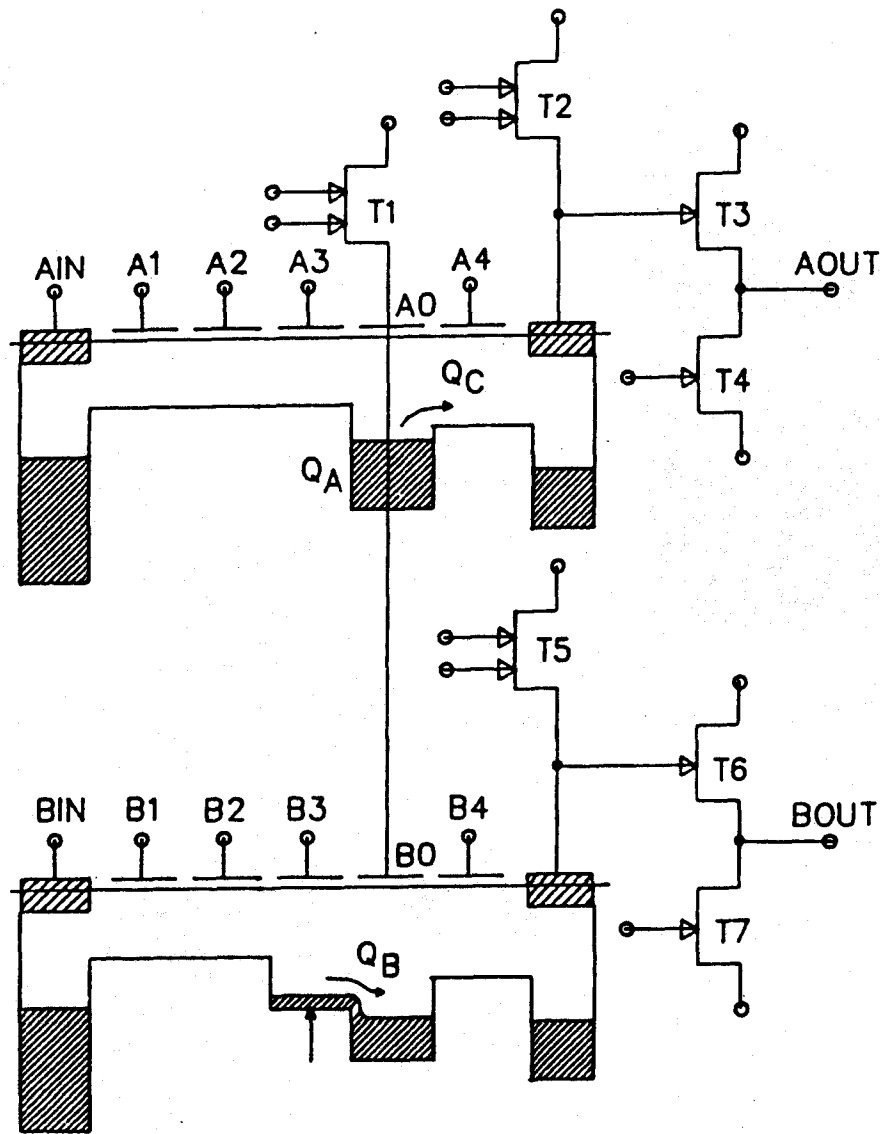 T2
T1
T3
AIN A1 A2 A3 A4 AOUT
A0
T4
QC
QA
T5
T6
BIN B1 B2 B3 B4 BOUT
B0
T7
QB